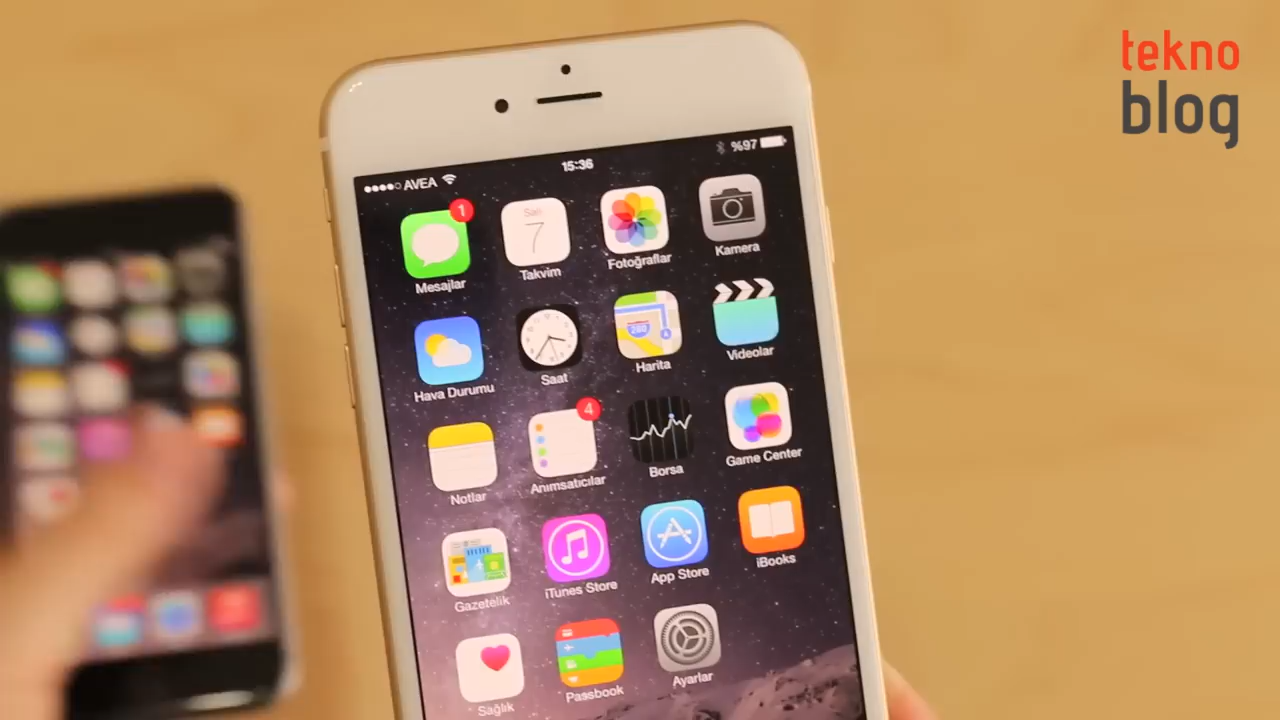 tekno
blog
AVEA 15:36 %97
1
Salı
7
Mesajlar Takvim Fotoğraflar Kamera
280
Hava Durumu Saat Harita Videolar
4
Notlar Anımsatıcılar Borsa Game Center
Gazetelik iTunes Store App Store iBooks
Sağlık Passbook Ayarlar